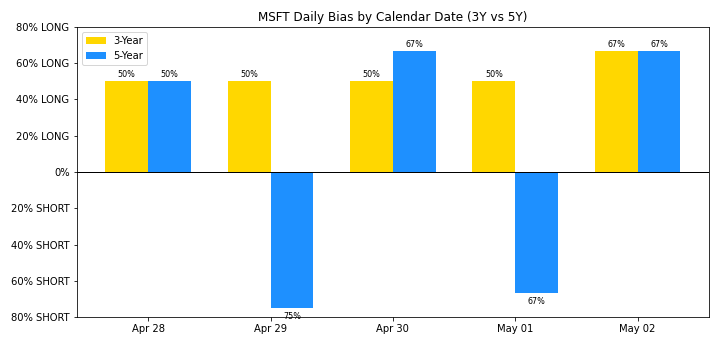 MSFT Daily Bias by Calendar Date (3Y vs 5Y)
3-Year
5-Year
80% LONG
60% LONG
40% LONG
20% LONG
0%
20% SHORT
40% SHORT
60% SHORT
80% SHORT
50% 50% 50% 50% 67% 50% 67% 67%
75% 67%
Apr 28 Apr 29 Apr 30 May 01 May 02